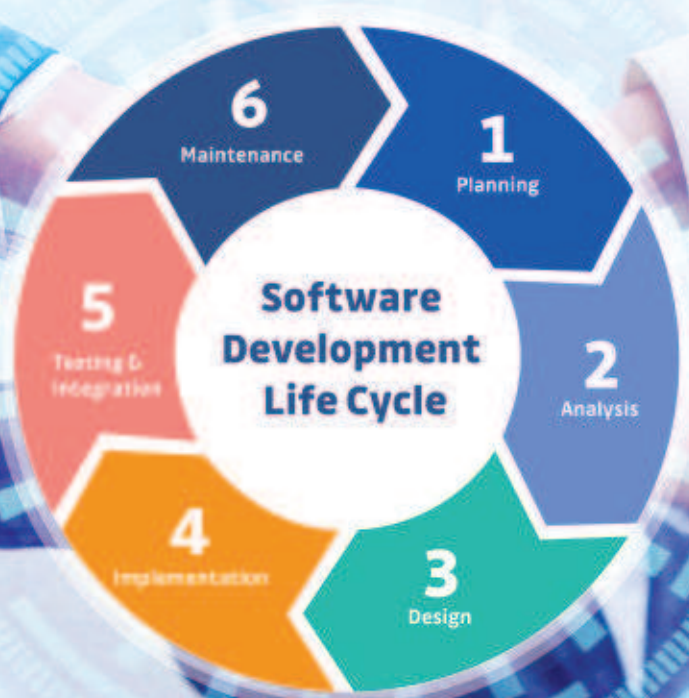 Software
Development
Life Cycle
1
Planning
2
Analysis
3
Design
4
Implementation
5
Testing &
Integration
6
Maintenance